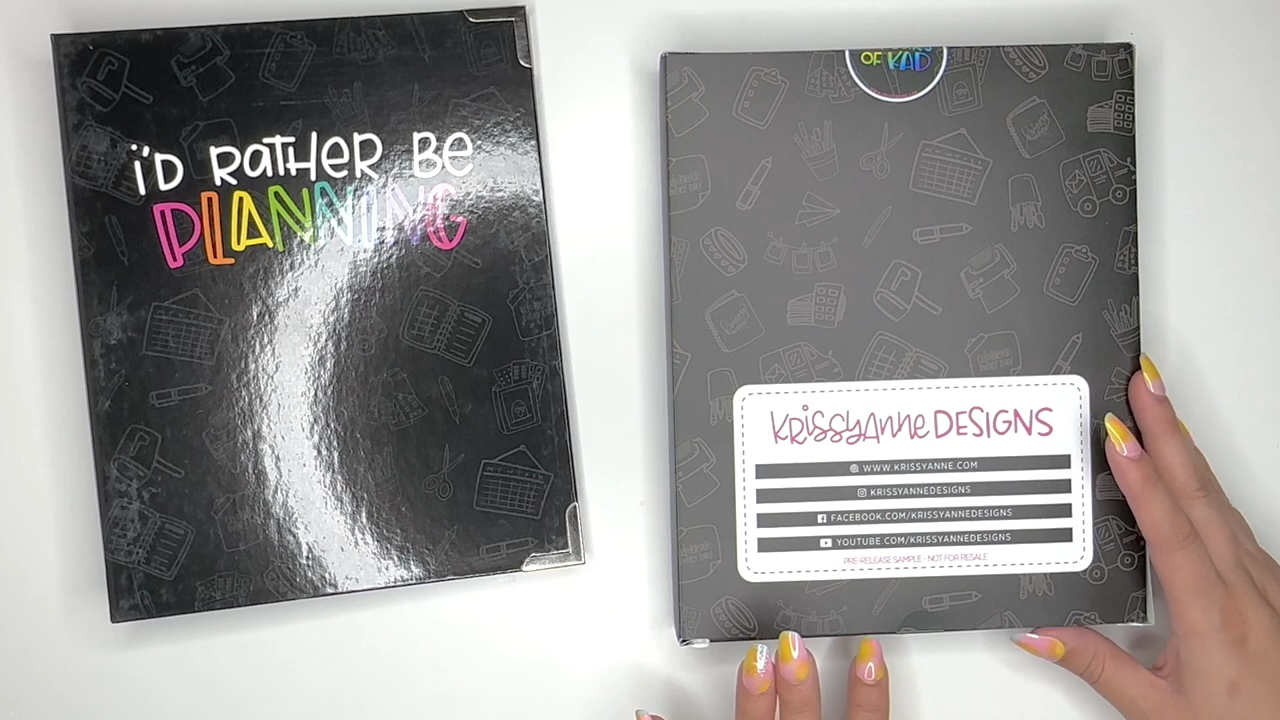 i'D RATHER BE
PLANNING
OF KAD
KRiSSYANNE DESIGNS
WWW.KRISSYANNE.COM
KRISSYANNEDESIGNS
FACEBOOK.COM/KRISSYANNEDESIGNS
YOUTUBE.COM/KRISSYANNEDESIGNS
PRE-RELEASE SAMPLE - NOT FOR RESALE